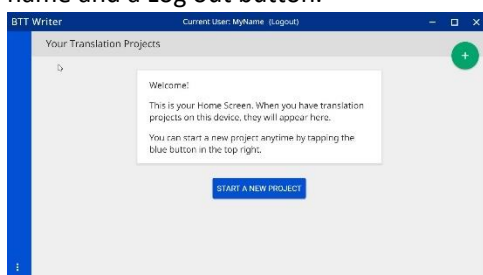 name and a Log out button.
BTT Writer
Current User: MyName (Logout)
Your Translation Projects
Welcome!
This is your Home Screen. When you have translation
projects on this device, they will appear here.
You can start a new project anytime by tapping the
blue button in the top right.
START A NEW PROJECT